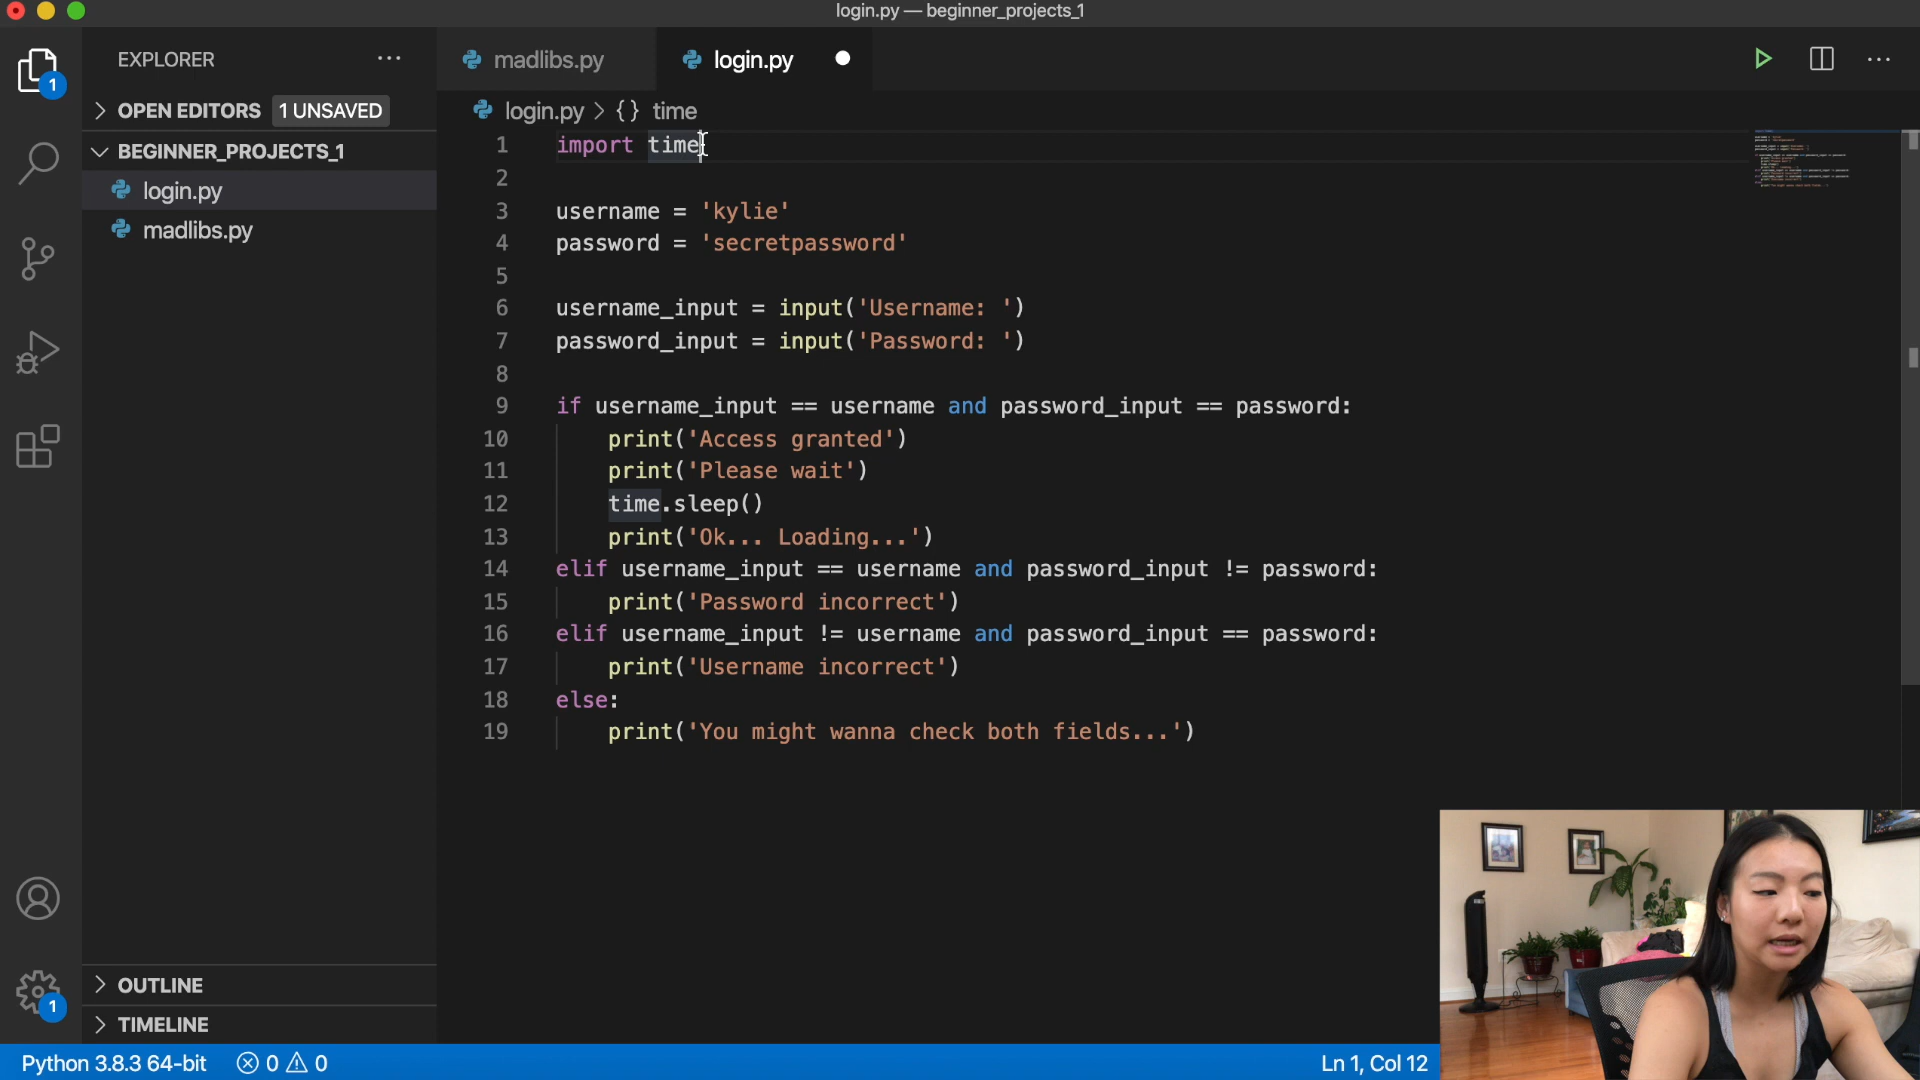 login.py — beginner_projects_1
EXPLORER
madlibs.py
login.py
1
OPEN EDITORS 1 UNSAVED
login.py > {} time
BEGINNER_PROJECTS_1
login.py
madlibs.py
1 import time
2
3 username = 'kylie'
4 password = 'secretpassword'
5
6 username_input = input('Username: ')
7 password_input = input('Password: ')
8
9 if username_input == username and password_input == password:
10 print('Access granted')
11 print('Please wait')
12 time.sleep()
13 print('Ok... Loading...')
14 elif username_input == username and password_input != password:
15 print('Password incorrect')
16 elif username_input != username and password_input == password:
17 print('Username incorrect')
18 else:
19 print('You might wanna check both fields...')
OUTLINE
1
TIMELINE
Python 3.8.3 64-bit 0 0 Ln 1, Col 12